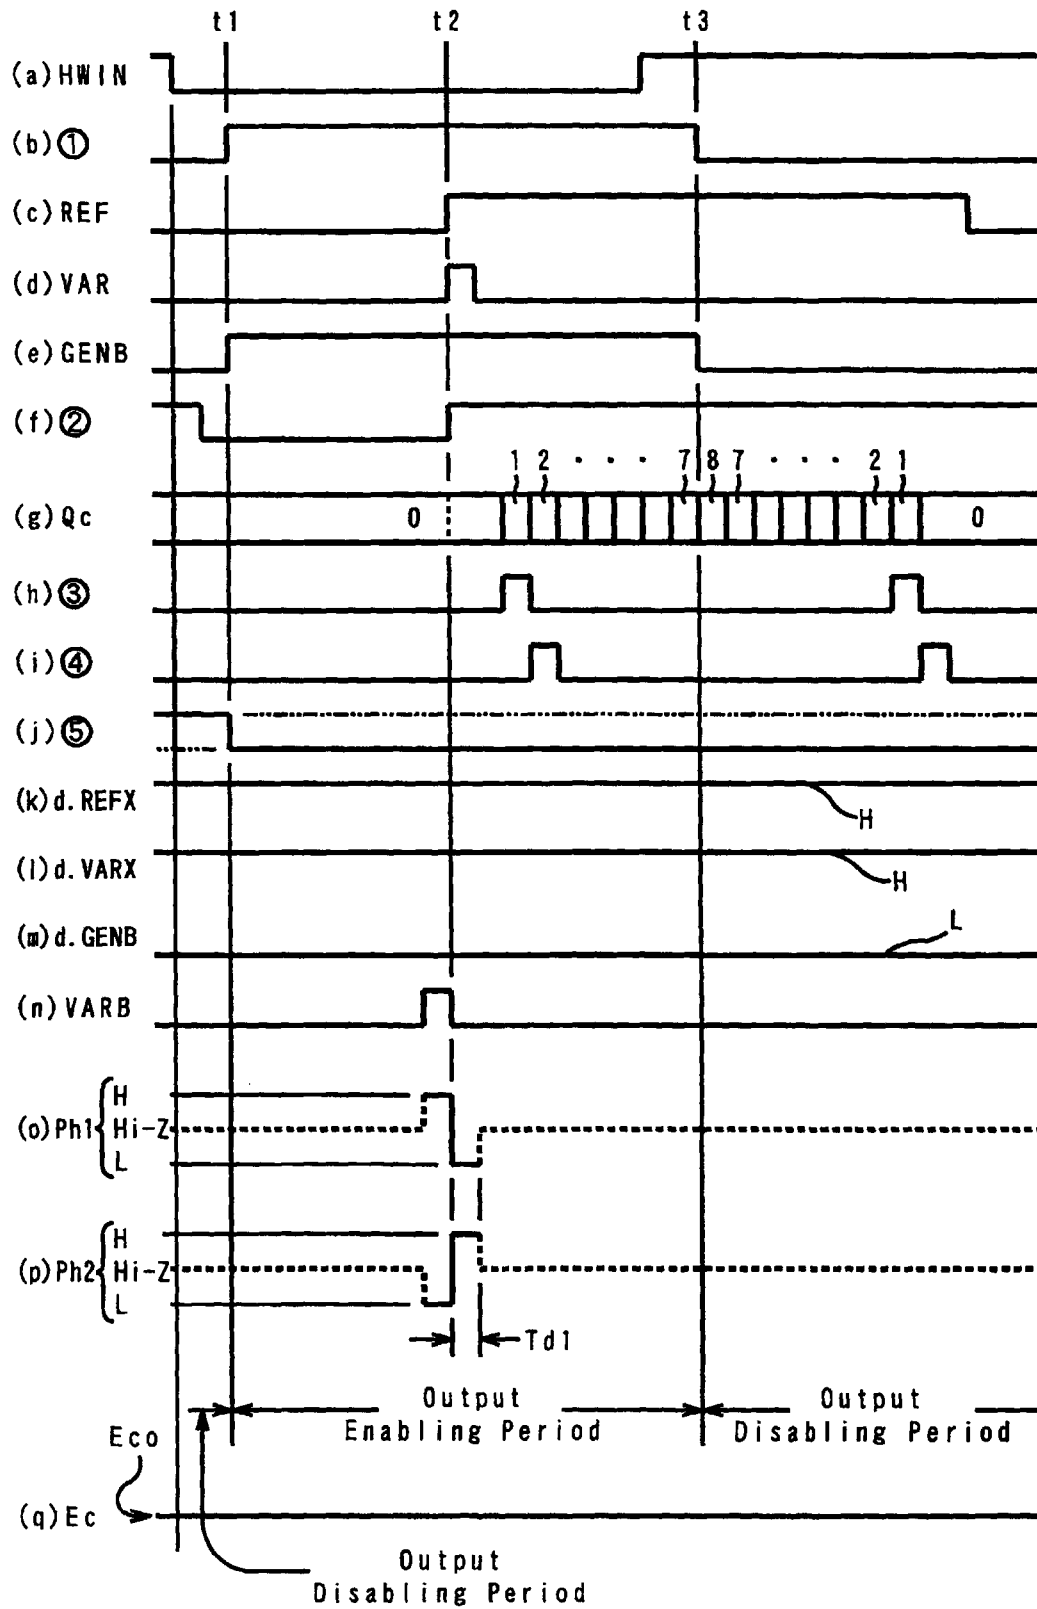 t1 t2 t3
(a) HWIN
(b) ①
(c) REF
(d) VAR
(e) GENB
(f) ②
1 2 · · · 7 8 7 · · · 2 1
(g) Qc 0 0
(h) ③
(i) ④
(j) ⑤
(k) d.REFX
H
(l) d.VARX
H
L
(m) d.GENB
(n) VARB
H
(o) Ph1 Hi-Z
L
H
(p) Ph2 Hi-Z
L
Td1
Output Enabling Period
Output Disabling Period
Eco
(q) Ec
Output
Disabling Period